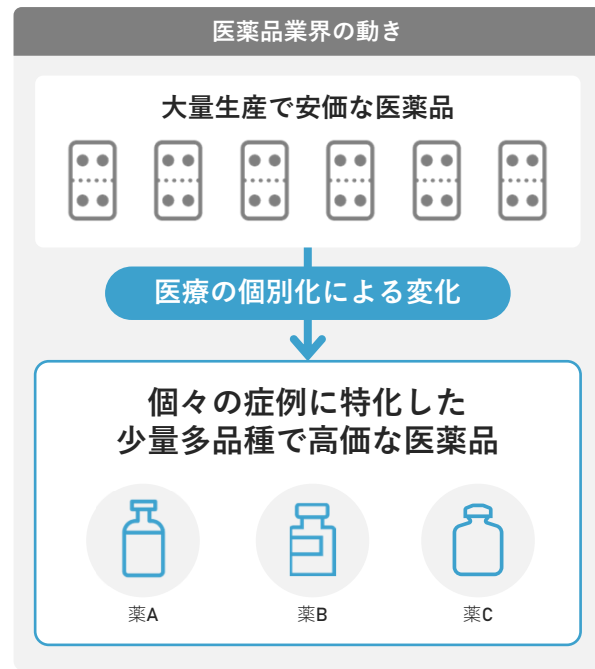 医薬品業界の動き
大量生産で安価な医薬品
医療の個別化による変化
個々の症例に特化した
少量多品種で高価な医薬品
薬A
薬B
薬C